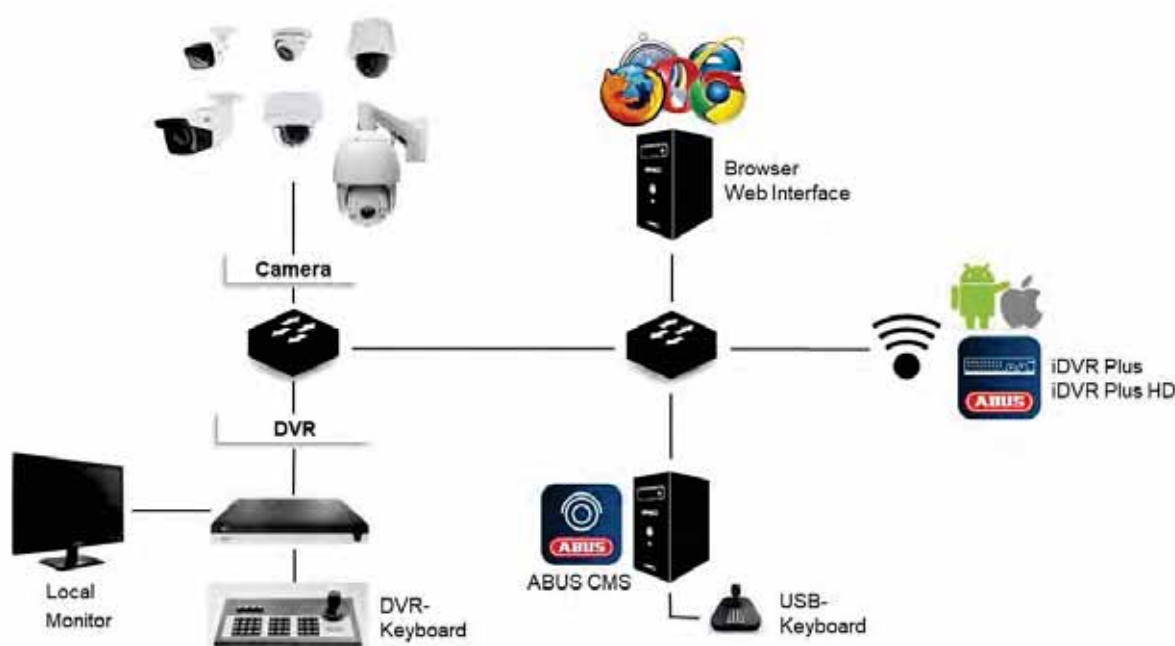 Browser
Web Interface
Camera
iDVR Plus
iDVR Plus HD
ABUS
DVR
ABUS
ABUS CMS
Local
Monitor
DVR-
Keyboard
USB-
Keyboard